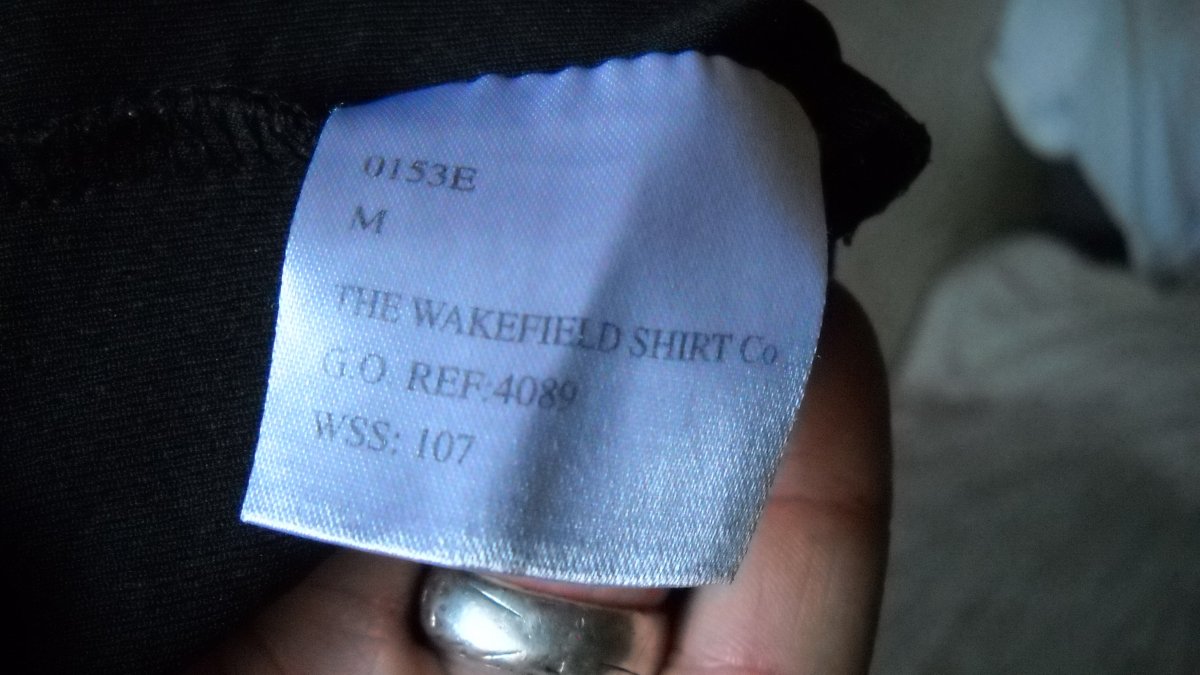 0153E
M
THE WAKEFIELD SHIRT Co
G O REF:4089
WSS: 107